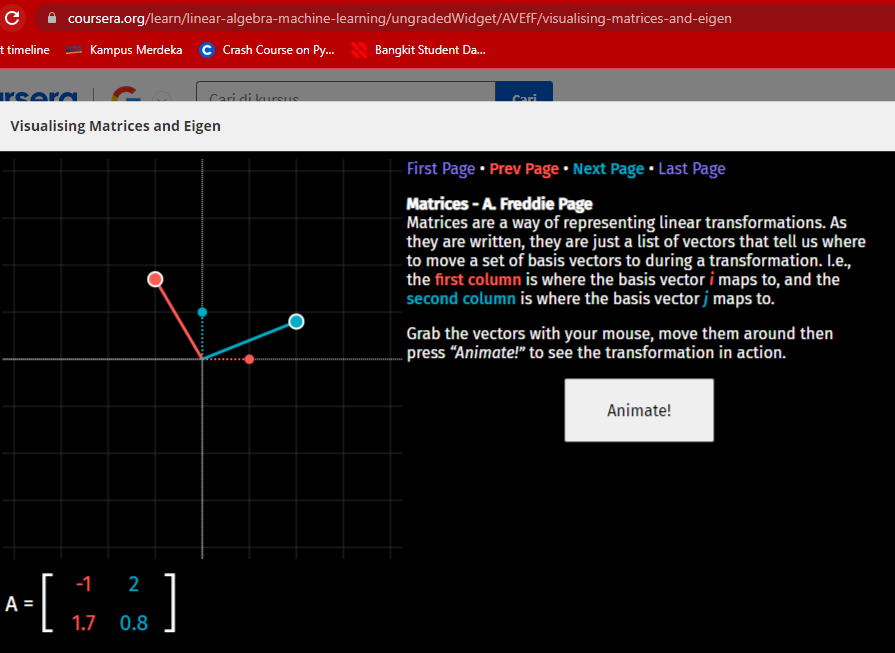 coursera.org/learn/linear-algebra-machine-learning/ungradedWidget/AVEfF/visualising-matrices-and-eigen
t timeline Kampus Merdeka Crash Course on Py... Bangkit Student Da...
Cari di kursus Cari
Visualising Matrices and Eigen
First Page • Prev Page • Next Page • Last Page
Matrices - A. Freddie Page
Matrices are a way of representing linear transformations. As
they are written, they are just a list of vectors that tell us where
to move a set of basis vectors to during a transformation. I.e.,
the first column is where the basis vector i maps to, and the
second column is where the basis vector j maps to.
Grab the vectors with your mouse, move them around then
press “Animate!” to see the transformation in action.
Animate!
A =
-1 2
1.7 0.8